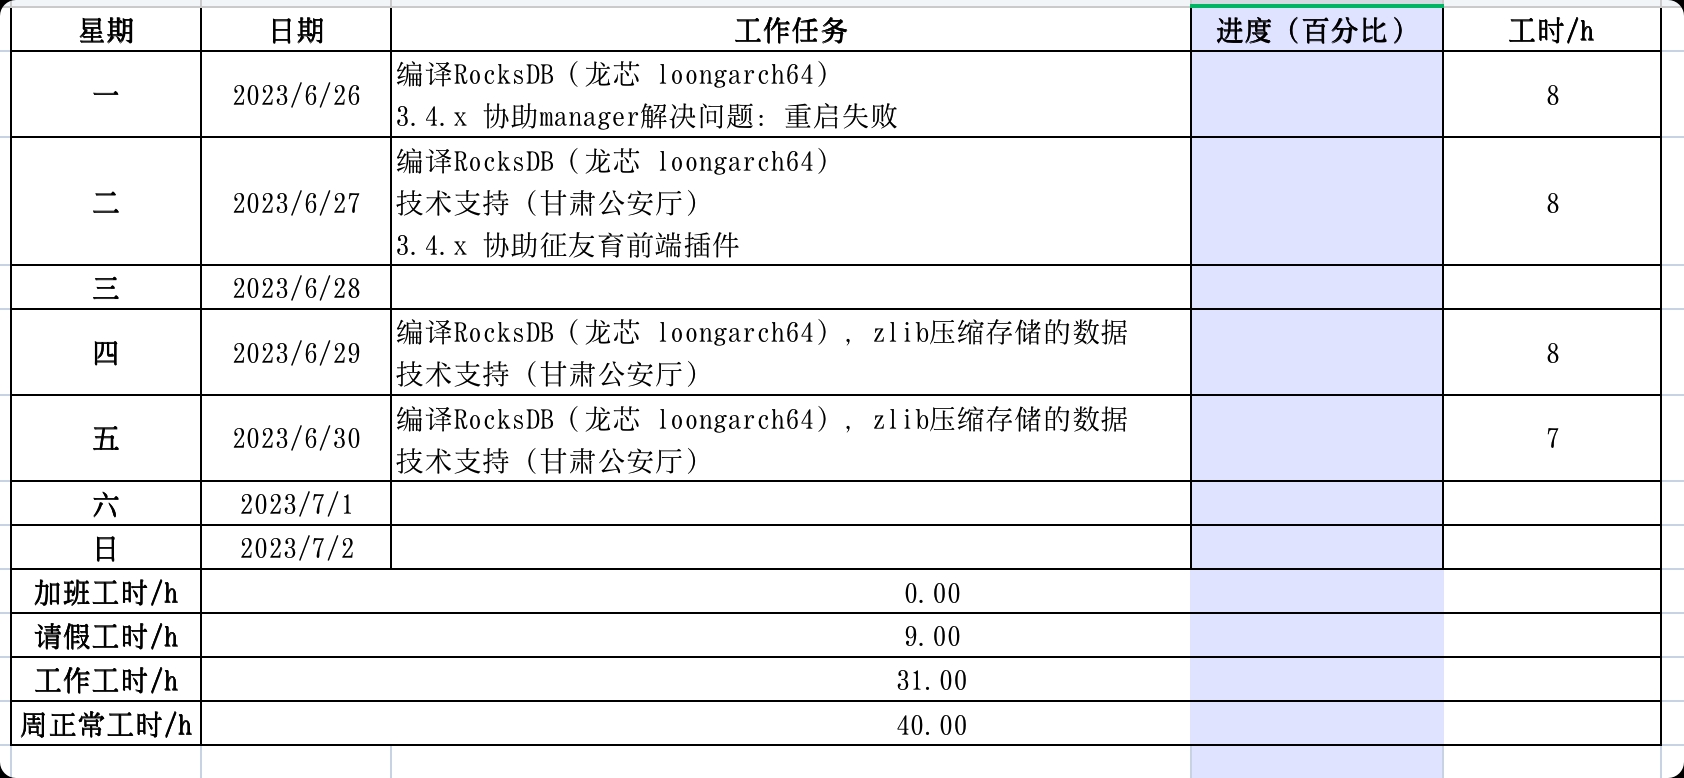 星期 日期 工作任务 进度（百分比） 工时/h
一 2023/6/26 编译RocksDB（龙芯 loongarch64）
3.4.x 协助manager解决问题：重启失败 8
二 2023/6/27 编译RocksDB（龙芯 loongarch64）
技术支持（甘肃公安厅）
3.4.x 协助征友育前端插件 8
三 2023/6/28
四 2023/6/29 编译RocksDB（龙芯 loongarch64），zlib压缩存储的数据
技术支持（甘肃公安厅） 8
五 2023/6/30 编译RocksDB（龙芯 loongarch64），zlib压缩存储的数据
技术支持（甘肃公安厅） 7
六 2023/7/1
日 2023/7/2
加班工时/h 0.00
请假工时/h 9.00
工作工时/h 31.00
周正常工时/h 40.00